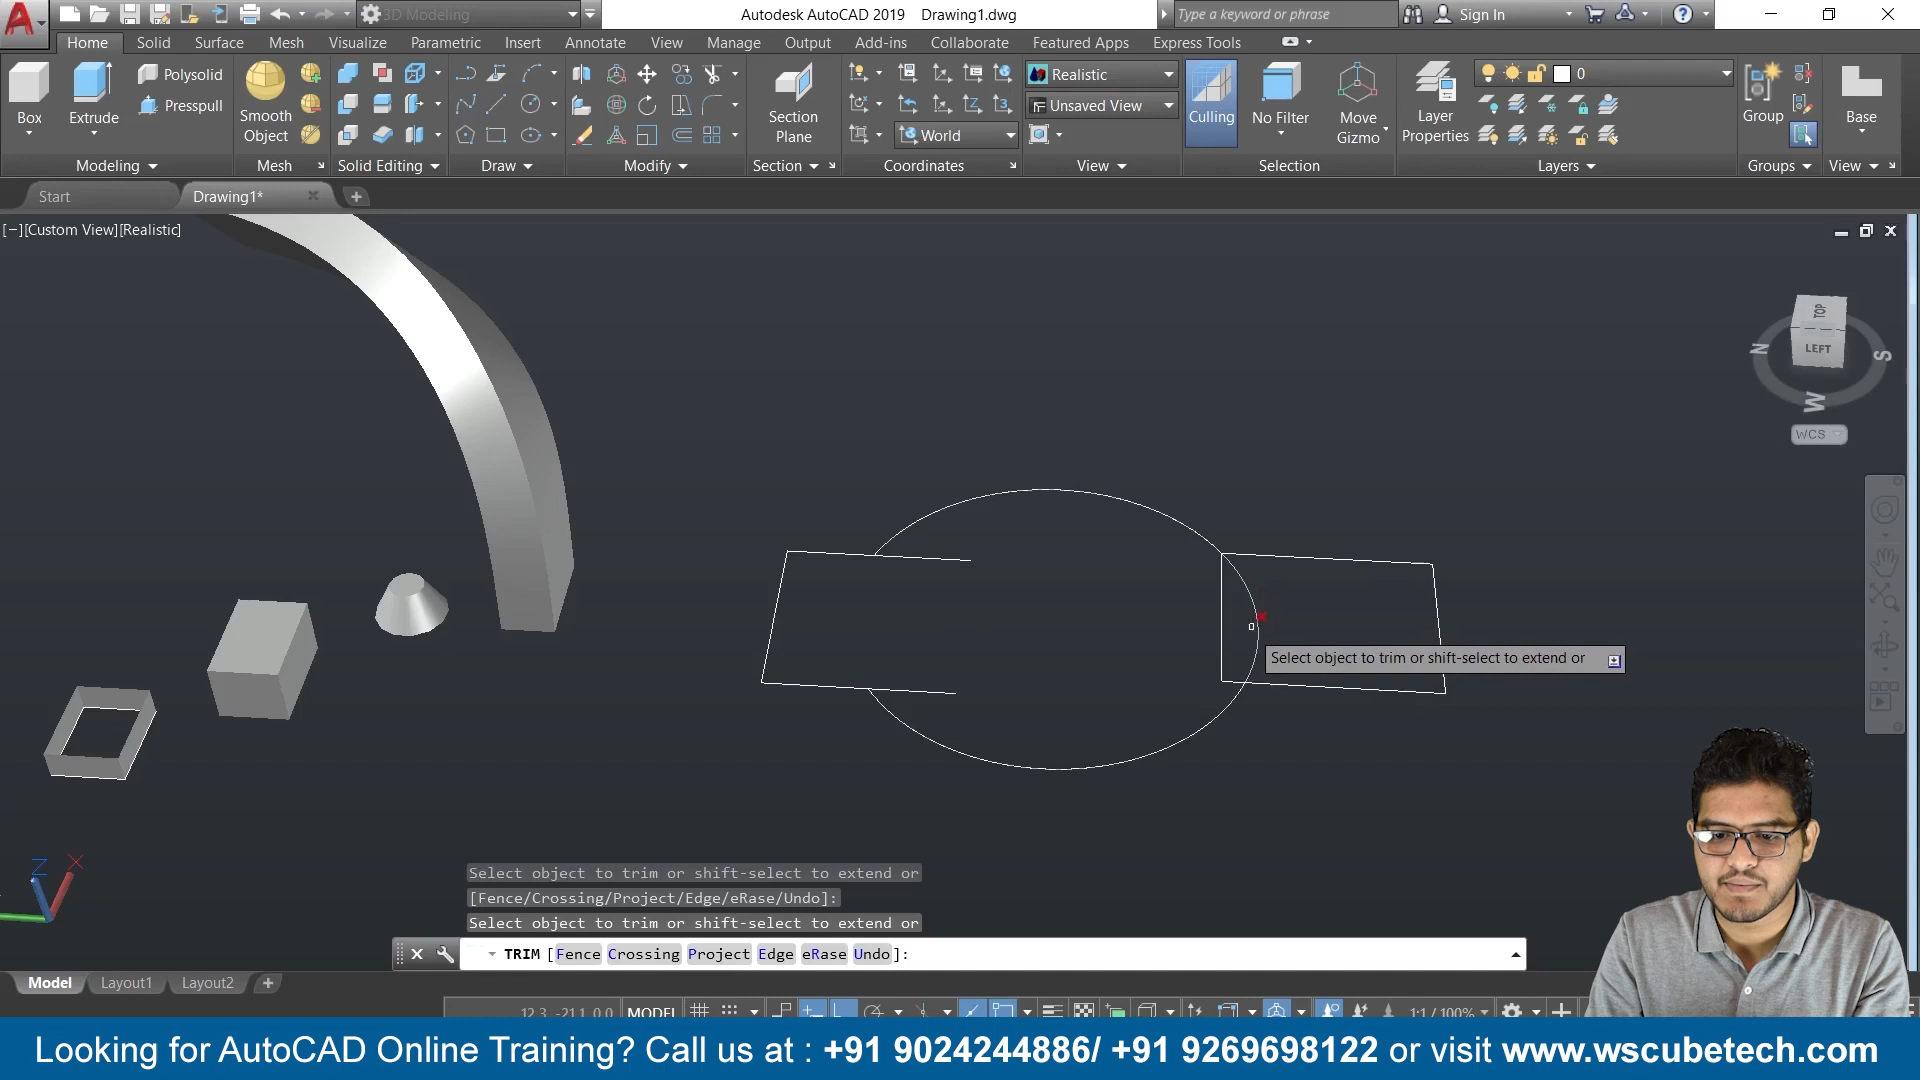 3D Modeling
Autodesk AutoCAD 2019 Drawing1.dwg
Type a keyword or phrase
Sign In
Home Solid Surface Mesh Visualize Parametric Insert Annotate View Manage Output Add-ins Collaborate Featured Apps Express Tools
Box
Extrude
Polysolid
Presspull
Smooth
Object
Section
Plane
World
Realistic
Unsaved View
Culling
No Filter
Move
Gizmo
Layer
Properties
0
Group
Base
Modeling Mesh Solid Editing Draw Modify Section Coordinates View Selection Layers Groups View
Start Drawing1*
[−][Custom View][Realistic]
TOP
LEFT
N
S
W
WCS
Select object to trim or shift-select to extend or
Z X
Select object to trim or shift-select to extend or
[Fence/Crossing/Project/Edge/eRase/Undo]:
Select object to trim or shift-select to extend or
TRIM [Fence Crossing Project Edge eRase Undo]:
Model Layout1 Layout2
MODEL 1:1 / 100%
Looking for AutoCAD Online Training? Call us at : +91 9024244886/ +91 9269698122 or visit www.wscubetech.com